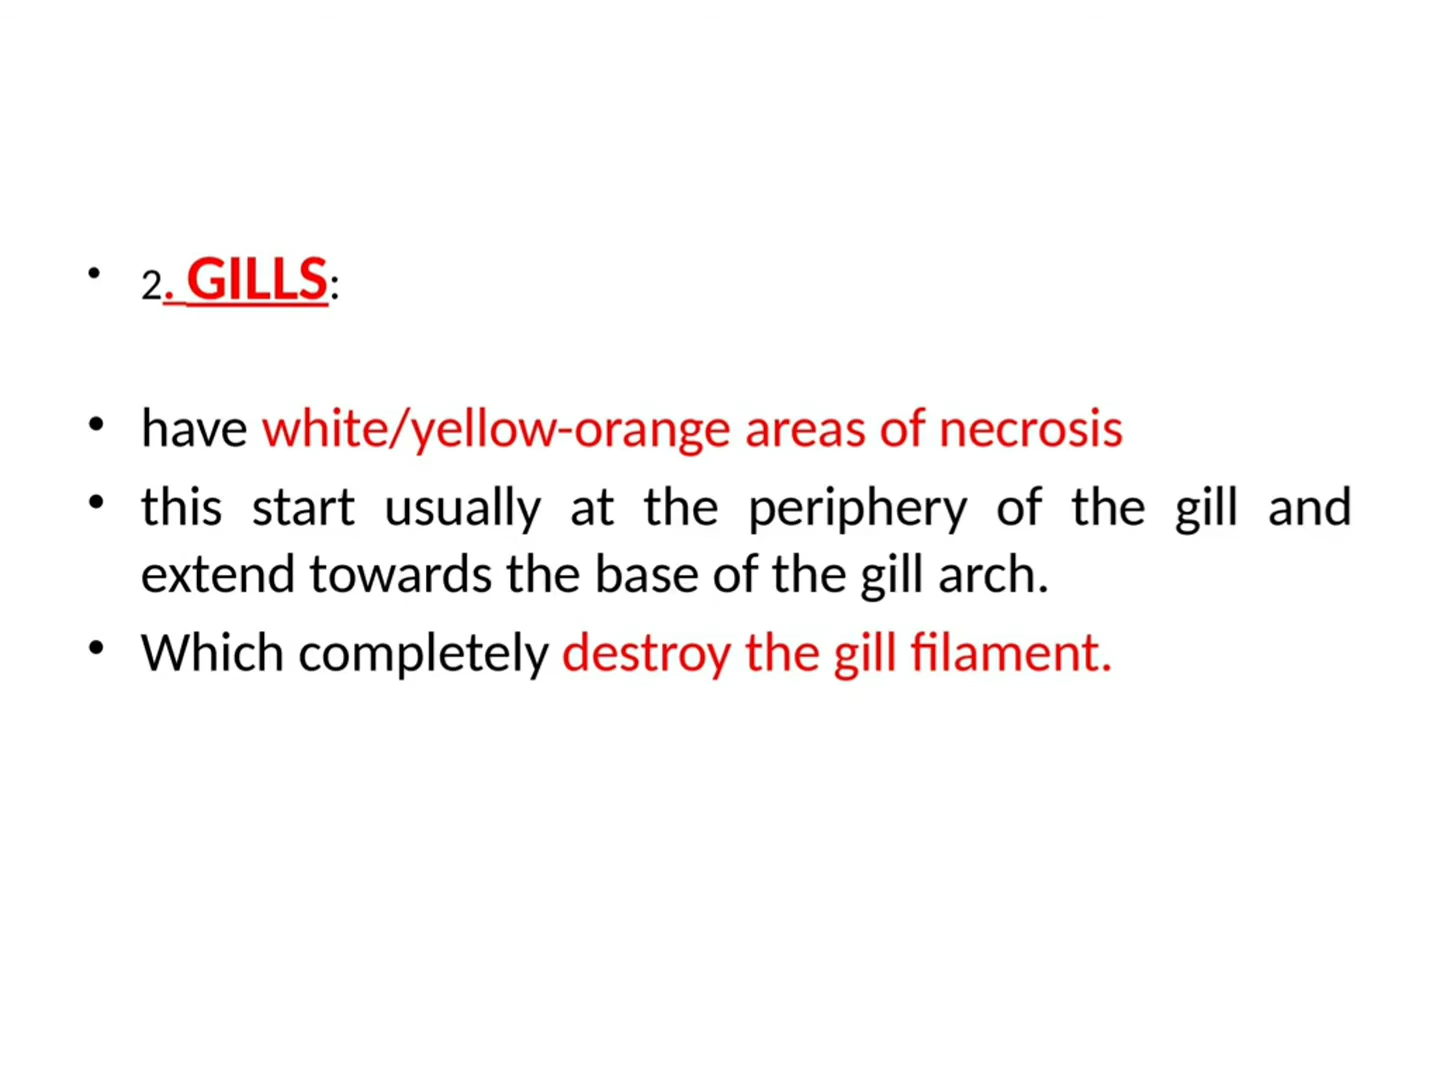 • 2. GILLS:
• have white/yellow-orange areas of necrosis
• this start usually at the periphery of the gill and
extend towards the base of the gill arch.
• Which completely destroy the gill filament.